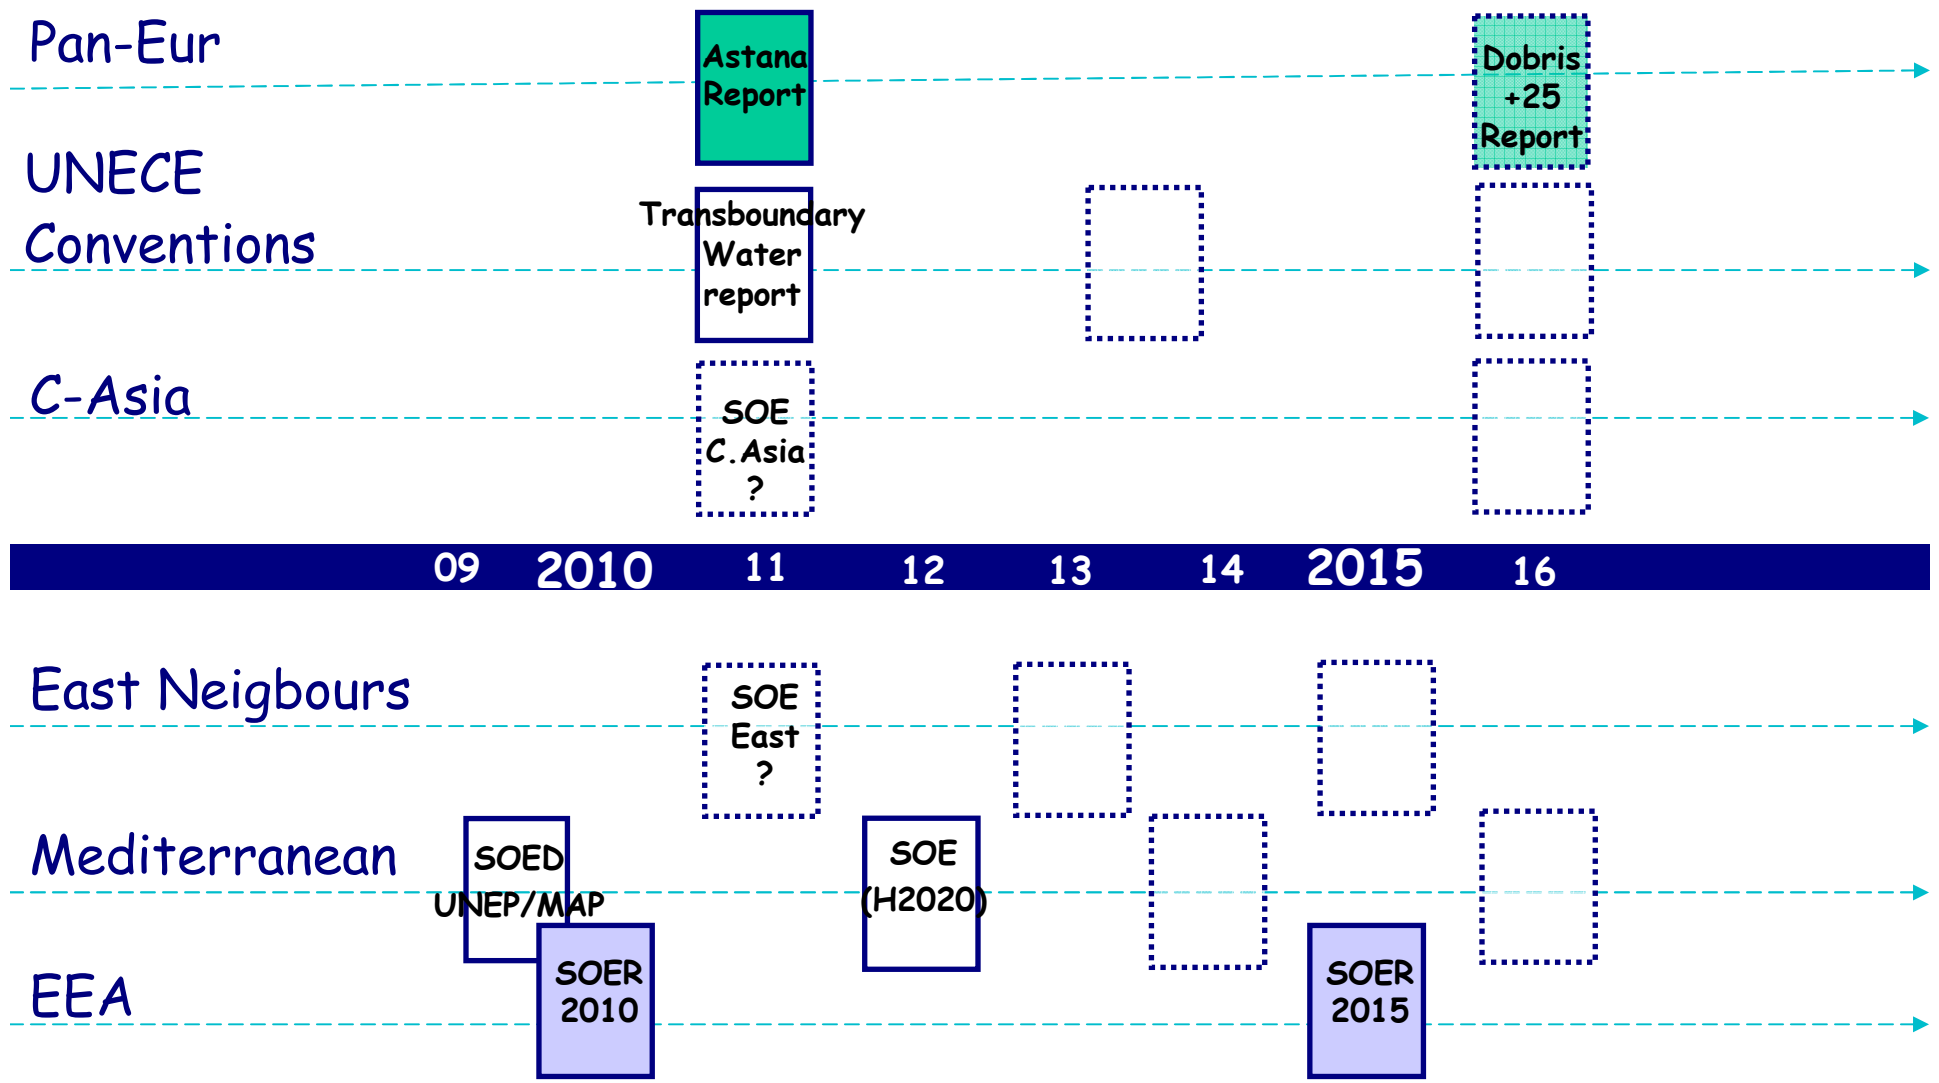 Pan-Eur
Astana
Report
Dobris
+25
Report
UNECE
Conventions
Transboundary
Water
report
C-Asia
SOE
C.Asia
?
09 2010 11 12 13 14 2015 16
East Neigbours
SOE
East
?
Mediterranean
SOED
UNEP/MAP
SOE
(H2020)
EEA
SOER
2010
SOER
2015